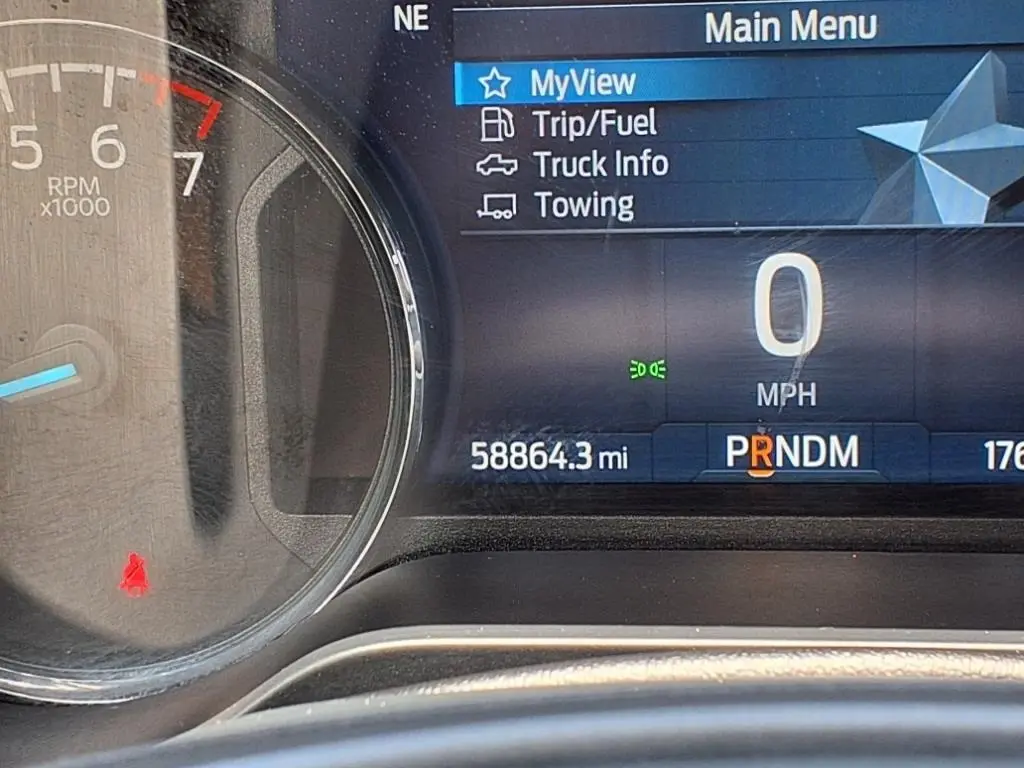 NE
Main Menu
MyView
Trip/Fuel
Truck Info
Towing
5 6 7
RPM
x1000
0
MPH
58864.3 mi
PRNDM
176